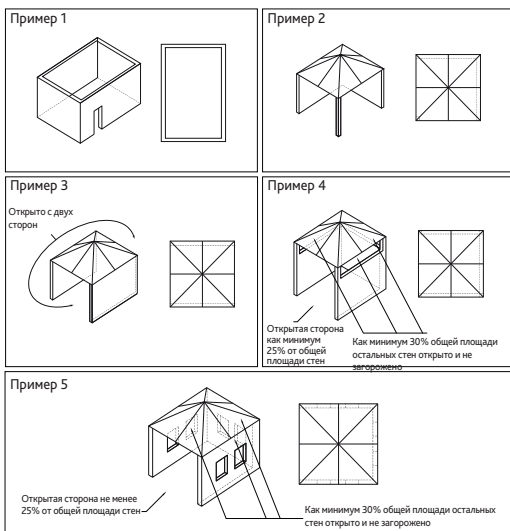 Пример 1
Пример 2
Пример 3
Открыто с двух
сторон
Пример 4
Открытая сторона
как минимум
25% от общей
площади стен
Как минимум 30% общей площади
остальных стен открыто и не
загорожено
Пример 5
Открытая сторона не менее
25% от общей площади стен
Как минимум 30% общей площади остальных
стен открыто и не загорожено